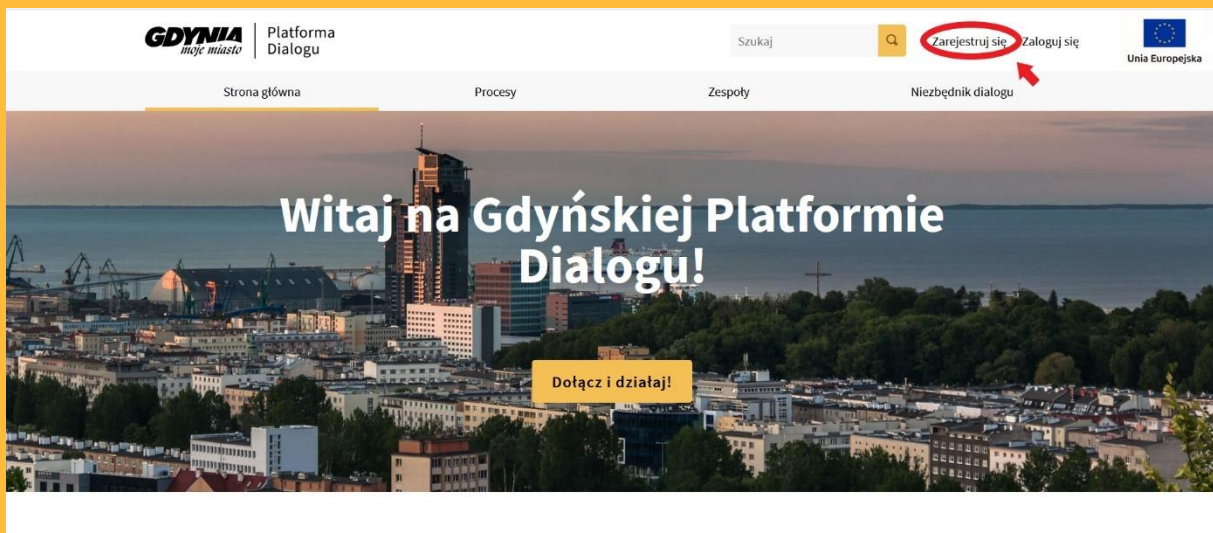 GDYNIA
moje miasto
Platforma
Dialogu
Szukaj
Zarejestruj się
Zaloguj się
Unia Europejska
Strona główna
Procesy
Zespoły
Niezbędnik dialogu
Witaj na Gdyńskiej Platformie
Dialogu!
Dołącz i działaj!